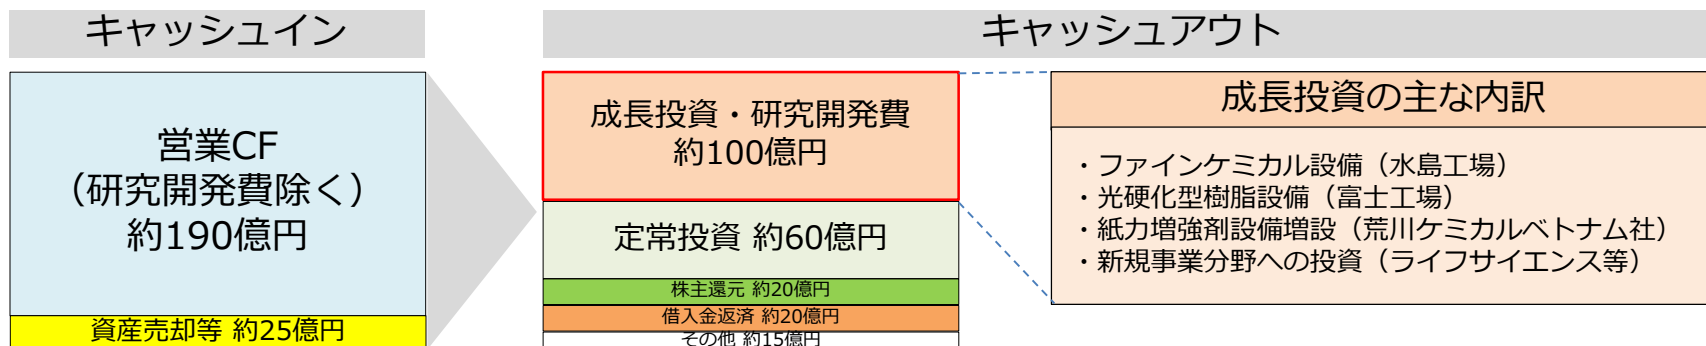 キャッシュイン
キャッシュアウト
営業CF
（研究開発費除く）
約190億円
資産売却等 約25億円
成長投資・研究開発費
約100億円
定常投資 約60億円
株主還元 約20億円
借入金返済 約20億円
その他 約15億円
成長投資の主な内訳
・ファインケミカル設備（水島工場）
・光硬化型樹脂設備（富士工場）
・紙力増強剤設備増設（荒川ケミカルベトナム社）
・新規事業分野への投資（ライフサイエンス等）